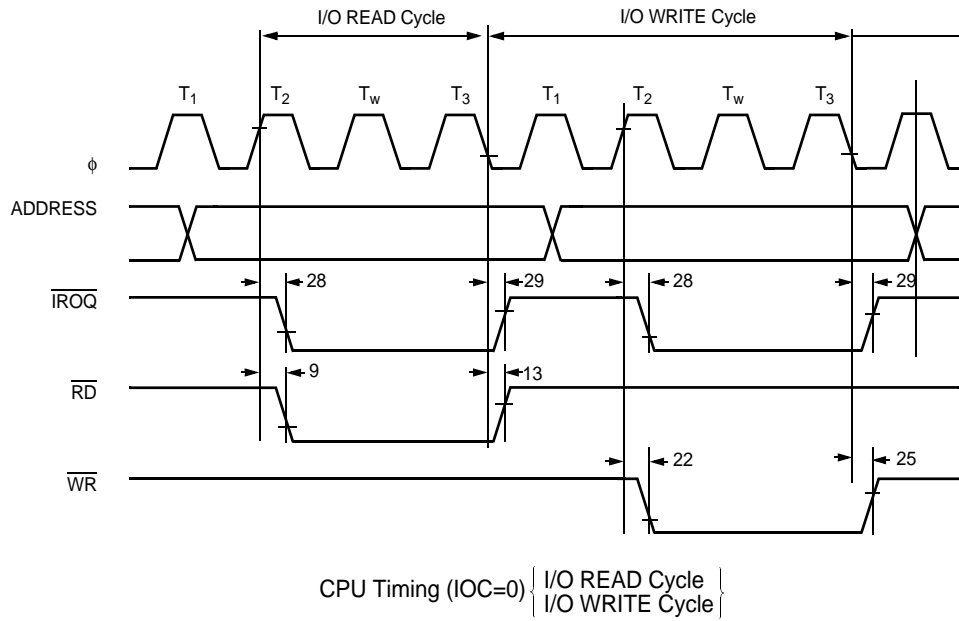 I/O READ Cycle I/O WRITE Cycle
T1 T2 Tw T3 T1 T2 Tw T3
ϕ
ADDRESS
28 29 28 29
IROQ
9 13
RD
22 25
WR
CPU Timing (IOC=0) { I/O READ Cycle
I/O WRITE Cycle }